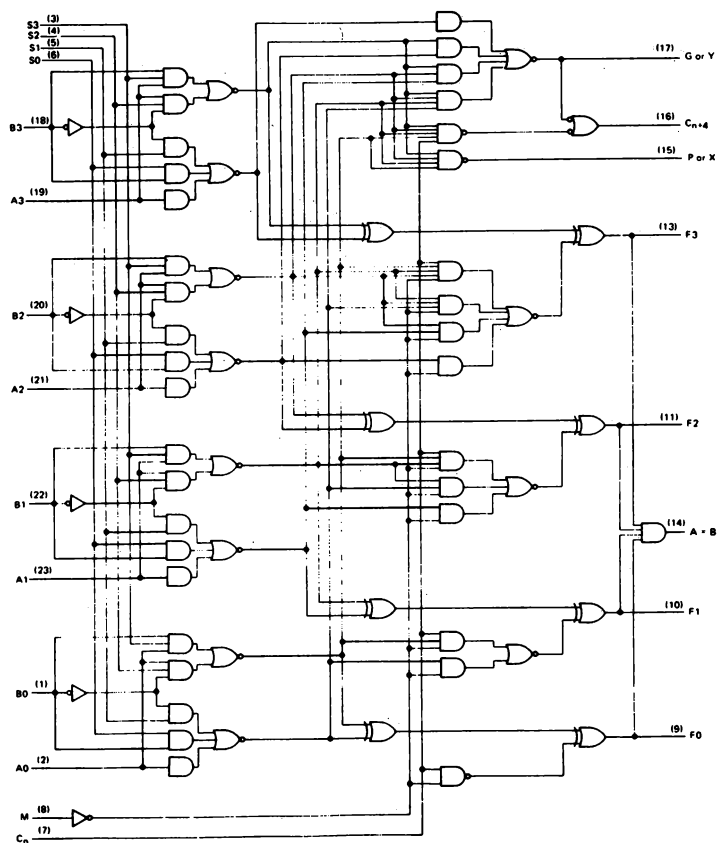 S3 (3)
S2 (4)
S1 (5)
S0 (6)
(17) G or Y
(16) Cn+4
(15) P or X
B3 (18)
A3 (19)
(13) F3
B2 (20)
A2 (21)
(11) F2
B1 (22)
(14) A = B
A1 (23)
(10) F1
B0 (1)
(9) F0
A0 (2)
M (8)
Cn (7)